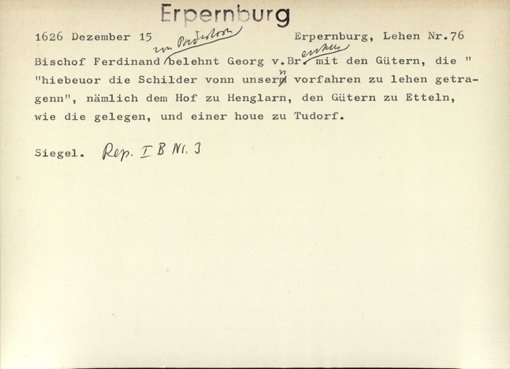 Erpernburg
1626 Dezember 15 Erpernburg, Lehen Nr.76
von Paderborn
Bischof Ferdinand belehnt Georg v.Br. mit den Gütern, die "
"hiebeuor die Schilder vonn unsern vorfahren zu lehen getra-
genn", nämlich dem Hof zu Henglarn, den Gütern zu Etteln,
wie die gelegen, und einer houe zu Tudorf.
Siegel. Rep. I B Nr. 3